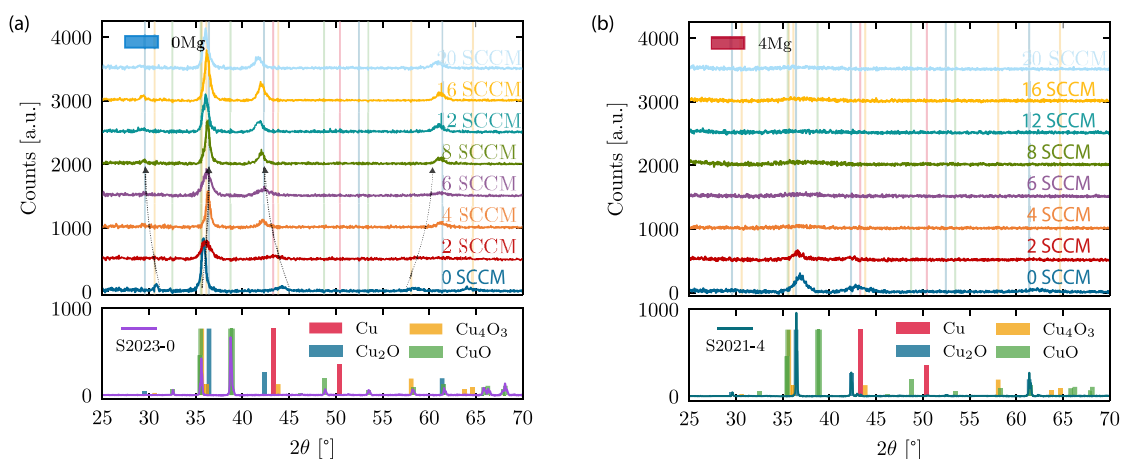 (a)
0Mg
4000
3000
2000
1000
0
Counts [a.u.]
20 SCCM
16 SCCM
12 SCCM
8 SCCM
6 SCCM
4 SCCM
2 SCCM
0 SCCM
1000
0
S2023-0
Cu
Cu₂O
Cu₄O₃
CuO
25 30 35 40 45 50 55 60 65 70
2θ [°]
(b)
4Mg
4000
3000
2000
1000
0
Counts [a.u.]
20 SCCM
16 SCCM
12 SCCM
8 SCCM
6 SCCM
4 SCCM
2 SCCM
0 SCCM
1000
0
S2021-4
Cu
Cu₂O
Cu₄O₃
CuO
25 30 35 40 45 50 55 60 65 70
2θ [°]